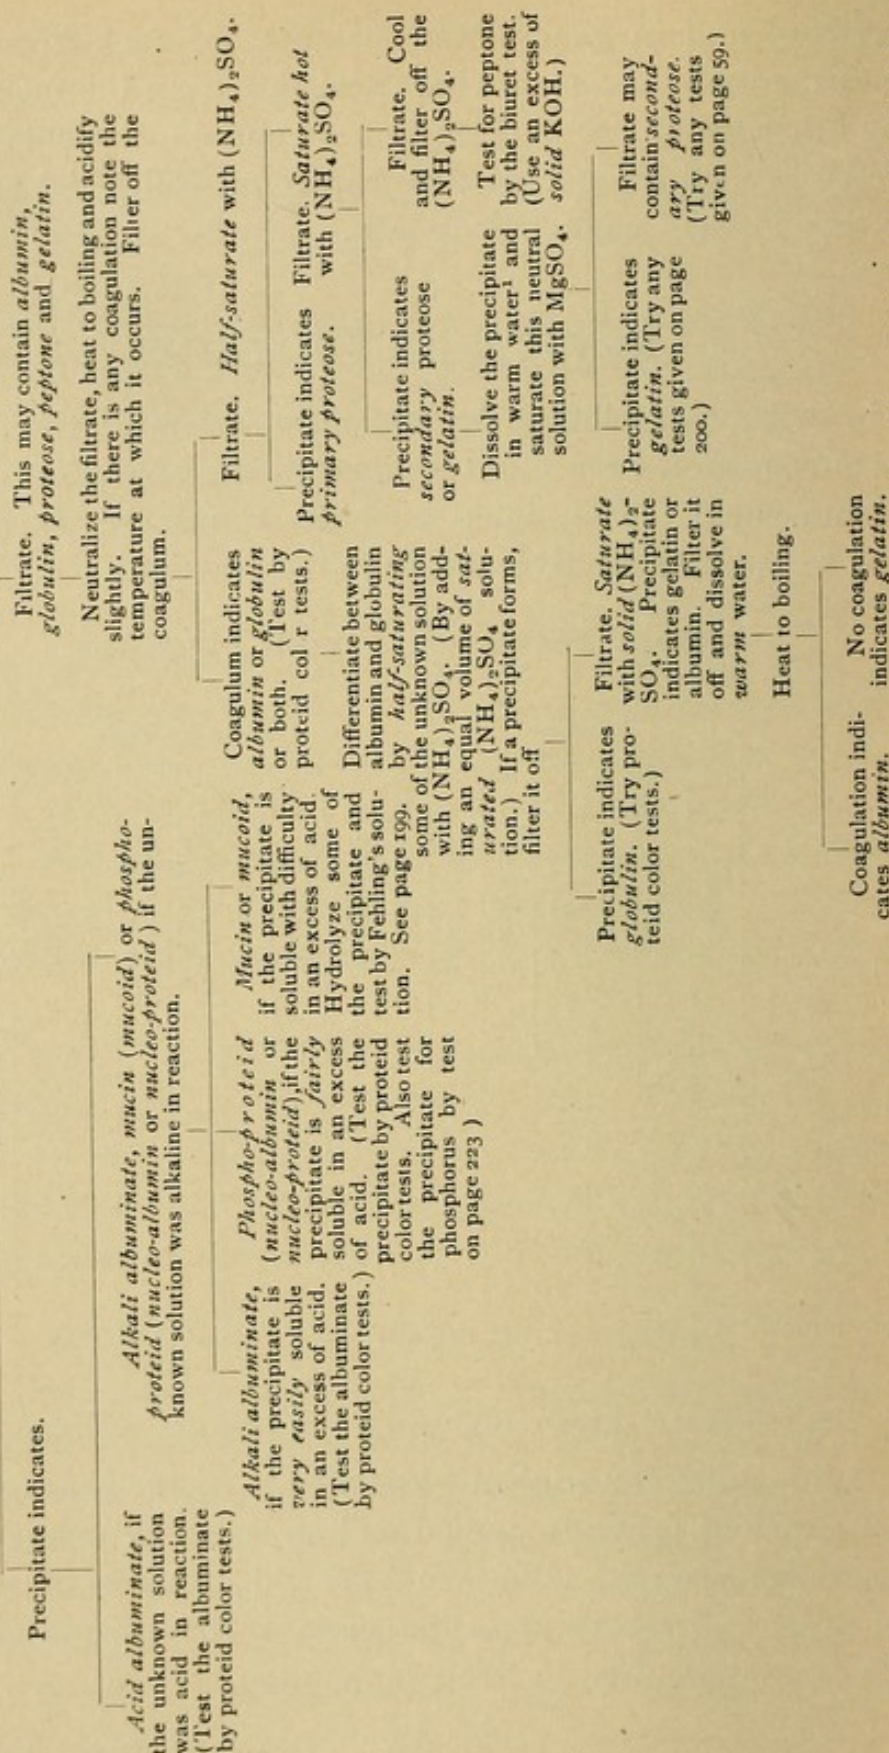 Precipitate indicates.
Acid albuminate, if
the unknown solution
was acid in reaction.
(Test the albuminate
by proteid color tests.)
Alkali albuminate, mucin (mucoid) or phospho-
proteid (nucleo-albumin or nucleo-proteid) if the un-
known solution was alkaline in reaction.
Alkali albuminate,
if the precipitate is
very easily soluble
in an excess of acid.
(Test the albuminate
by proteid color tests.)
Phospho-proteid
(nucleo-albumin or
nucleo-proteid), if the
precipitate is fairly
soluble in an excess
of acid. (Test the
precipitate by proteid
color tests. Also test
the precipitate for
phosphorus by test
on page 223 )
Mucin or mucoid,
if the precipitate is
soluble with difficulty
in an excess of acid.
Hydrolyze some of
the precipitate and
test by Fehling's solu-
tion. See page 199.
Filtrate. This may contain albumin,
globulin, proteose, peptone and gelatin.
Neutralize the filtrate, heat to boiling and acidify
slightly. If there is any coagulation note the
temperature at which it occurs. Filter off the
coagulum.
Coagulum indicates
albumin or globulin
or both. (Test by
proteid col r tests.)
Differentiate between
albumin and globulin
by half-saturating
some of the unknown solution
with (NH₄)₂SO₄. (By add-
ing an equal volume of sat-
urated (NH₄)₂SO₄ solu-
tion.) If a precipitate forms,
filter it off
Precipitate indicates
globulin. (Try pro-
teid color tests.)
Filtrate. Saturate
with solid (NH₄)₂-
SO₄. Precipitate
indicates gelatin or
albumin. Filter it
off and dissolve in
warm water.
Heat to boiling.
Coagulation indi-
cates albumin.
No coagulation
indicates gelatin.
Filtrate. Half-saturate with (NH₄)₂SO₄.
Precipitate indicates
primary proteose.
Filtrate. Saturate hot
with (NH₄)₂SO₄.
Precipitate indicates
secondary proteose
or gelatin.
Dissolve the precipitate
in warm water¹ and
saturate this neutral
solution with MgSO₄.
Filtrate. Cool
and filter off the
(NH₄)₂SO₄.
Test for peptone
by the biuret test.
(Use an excess of
solid KOH.)
Precipitate indicates
gelatin. (Try any
tests given on page
200.)
Filtrate may
contain second-
ary proteose.
(Try any tests
given on page 59.)